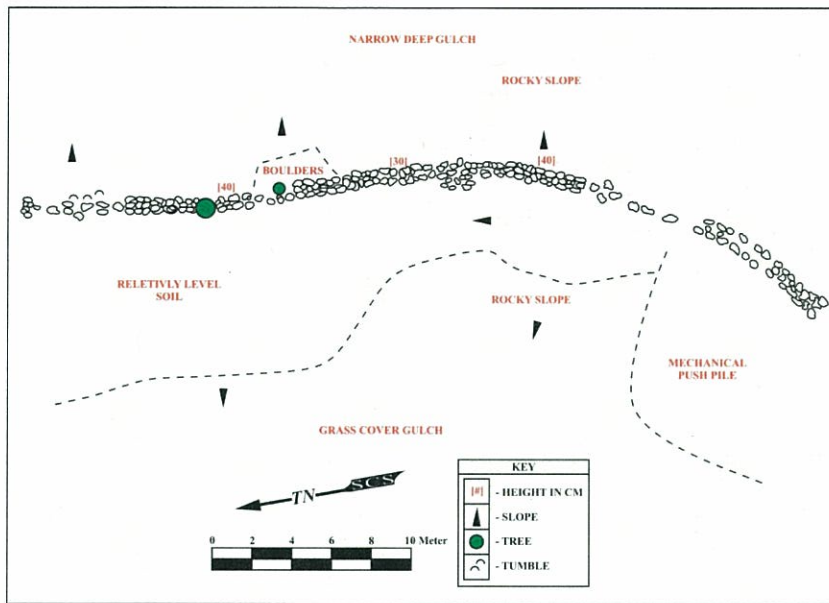 NARROW DEEP GULCH
ROCKY SLOPE
[40]
[30]
[40]
BOULDERS
RELETIVLY LEVEL
SOIL
ROCKY SLOPE
MECHANICAL
PUSH PILE
GRASS COVER GULCH
TN
SCS
0 2 4 6 8 10 Meter
KEY
[#] - HEIGHT IN CM
- SLOPE
- TREE
- TUMBLE